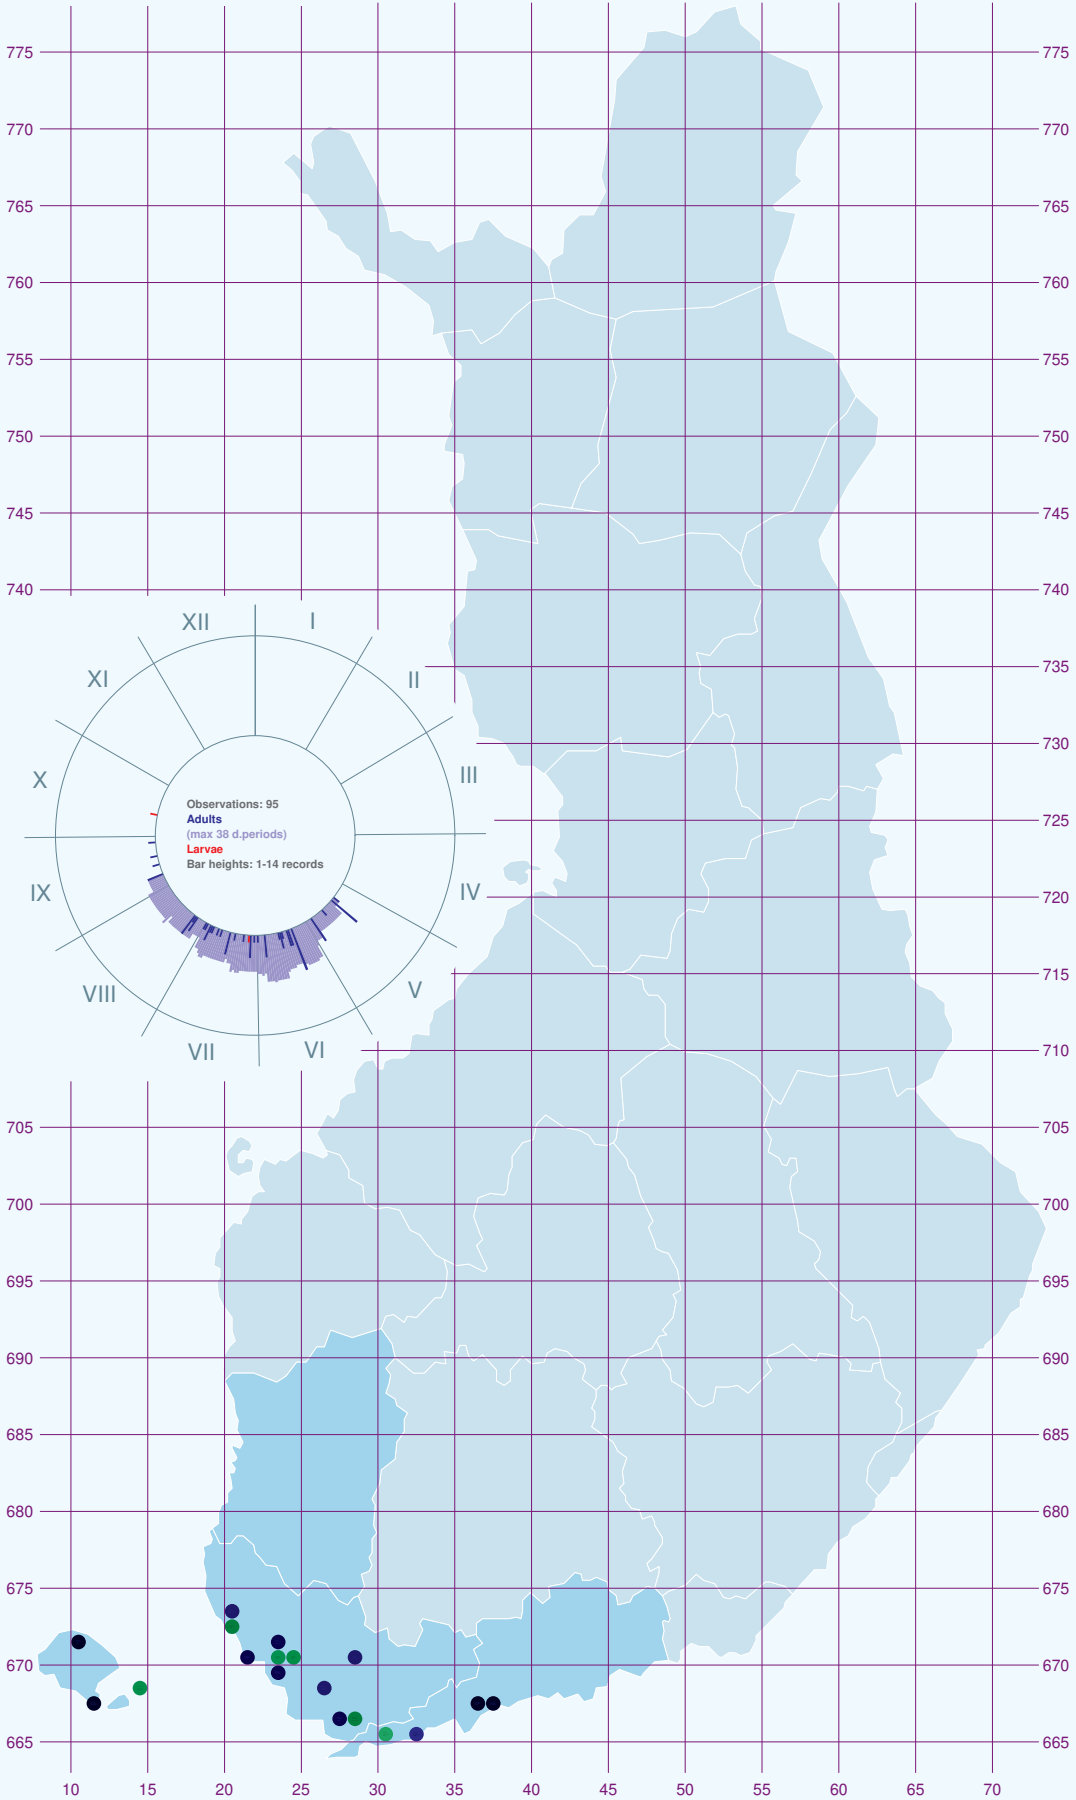 775 775
770 770
765 765
760 760
755 755
750 750
745 745
740 740
XII I
735
XI II
730
X III
Observations: 95
Adults
(max 38 d.periods)
Larvae
Bar heights: 1-14 records
725
IX IV
720
VIII V
715
VII VI
710
705 705
700 700
695 695
690 690
685 685
680 680
675 675
670 670
665 665
10 15 20 25 30 35 40 45 50 55 60 65 70